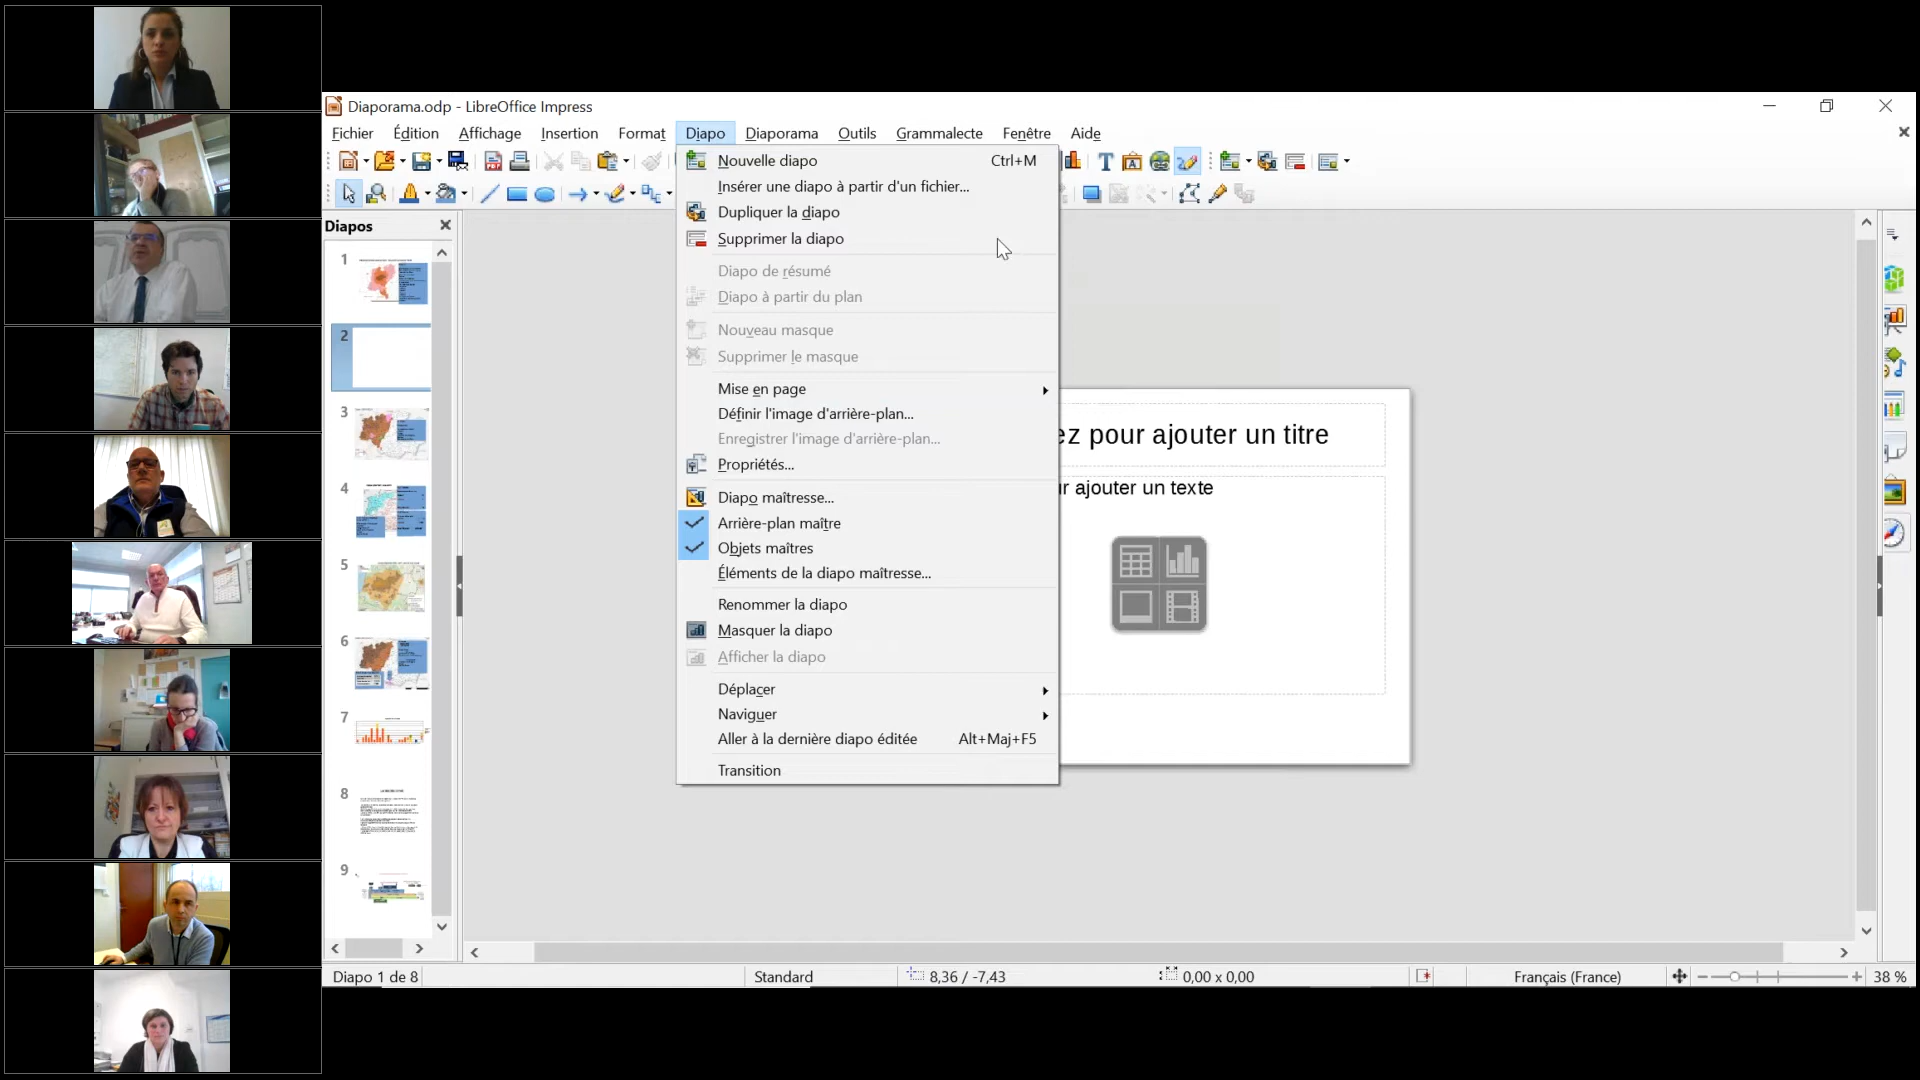 Diaporama.odp - LibreOffice Impress
Fichier Édition Affichage Insertion Format Diapo Diaporama Outils Grammalecte Fenêtre Aide
Nouvelle diapo Ctrl+M
Insérer une diapo à partir d'un fichier...
Dupliquer la diapo
Supprimer la diapo
Diapo de résumé
Diapo à partir du plan
Nouveau masque
Supprimer le masque
Mise en page
Définir l'image d'arrière-plan...
Enregistrer l'image d'arrière-plan...
Propriétés...
Diapo maîtresse...
Arrière-plan maître
Objets maîtres
Éléments de la diapo maîtresse...
Renommer la diapo
Masquer la diapo
Afficher la diapo
Déplacer
Naviguer
Aller à la dernière diapo éditée Alt+Maj+F5
Transition
Diapos
1
2
3
4
5
6
7
8
9
ez pour ajouter un titre
ur ajouter un texte
Diapo 1 de 8 Standard 8,36 / -7,43 0,00 x 0,00 Français (France) 38 %